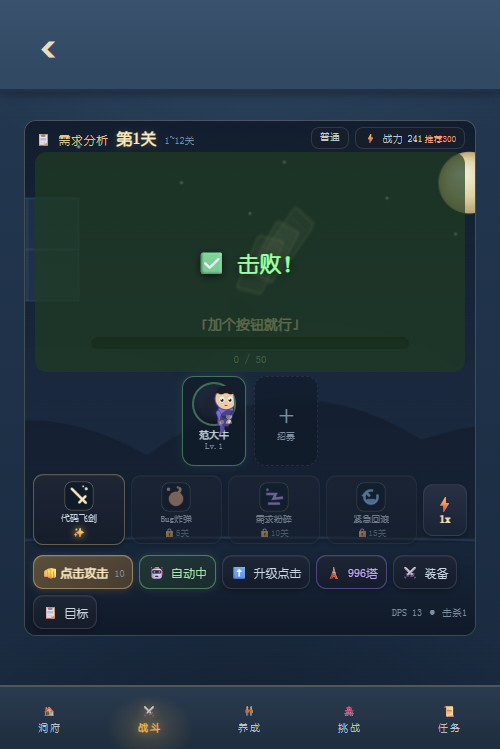 需求分析 第1关 1~12关 普通 战力 241 推荐300
击败!
「加个按钮就行」
0 / 50
范大牛 招募
Lv.1
代码飞剑 Bug炸弹 需求粉碎 紧急回滚 1x
5关 10关 15关
点击攻击 10 自动中 升级点击 996塔 装备
目标 DPS 13 ● 击杀1
洞府 战斗 养成 挑战 任务